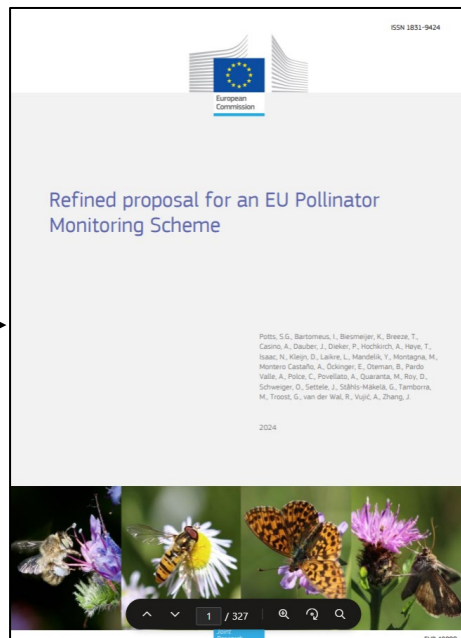 ISSN 1831-9424
European
Commission
Refined proposal for an EU Pollinator
Monitoring Scheme
Potts, S.G., Bartomeus, I., Biesmeijer, K., Breeze, T.,
Casino, A., Dauber, J., Dieker, P., Hochkirch, A., Høye, T.,
Isaac, N., Kleijn, D., Laikre, L., Mandelik, Y., Montagna, M.,
Montero Castaño, A., Öckinger, E., Oteman, B., Pardo
Valle, A., Polce, C., Povellato, A., Quaranta, M., Roy, D.,
Schweiger, O., Settele, J., Ståhls-Mäkelä, G., Tamborra,
M., Troost, G., van der Wal, R., Vujić, A., Zhang, J.
2024
1 / 327
Joint